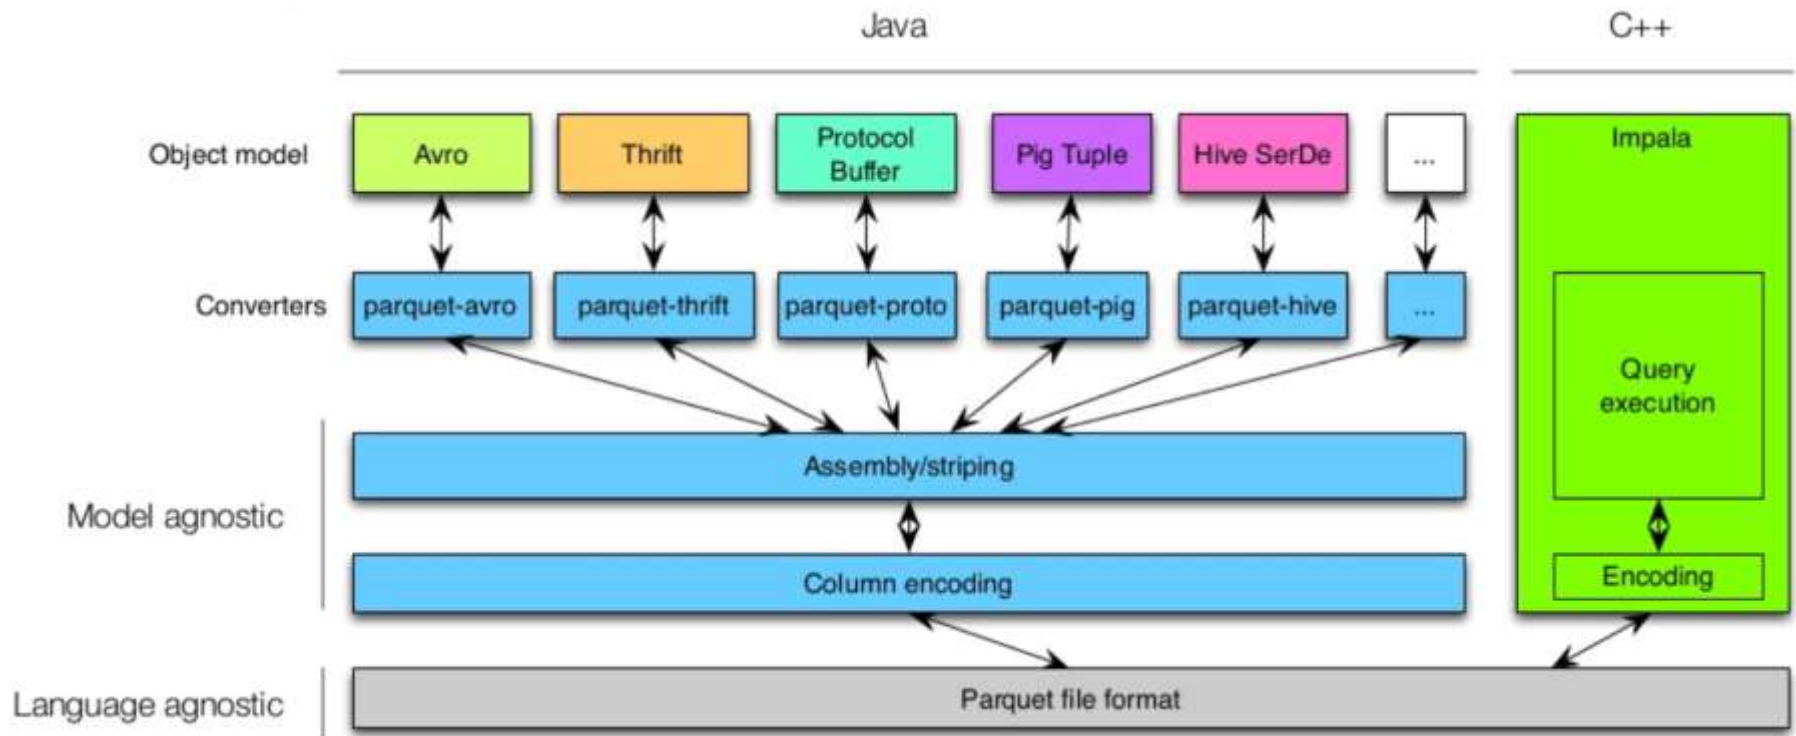 Java
C++
Object model
Avro
Thrift
Protocol
Buffer
Pig Tuple
Hive SerDe
...
Impala
Converters
parquet-avro
parquet-thrift
parquet-proto
parquet-pig
parquet-hive
...
Query
execution
Model agnostic
Assembly/striping
Column encoding
Encoding
Language agnostic
Parquet file format